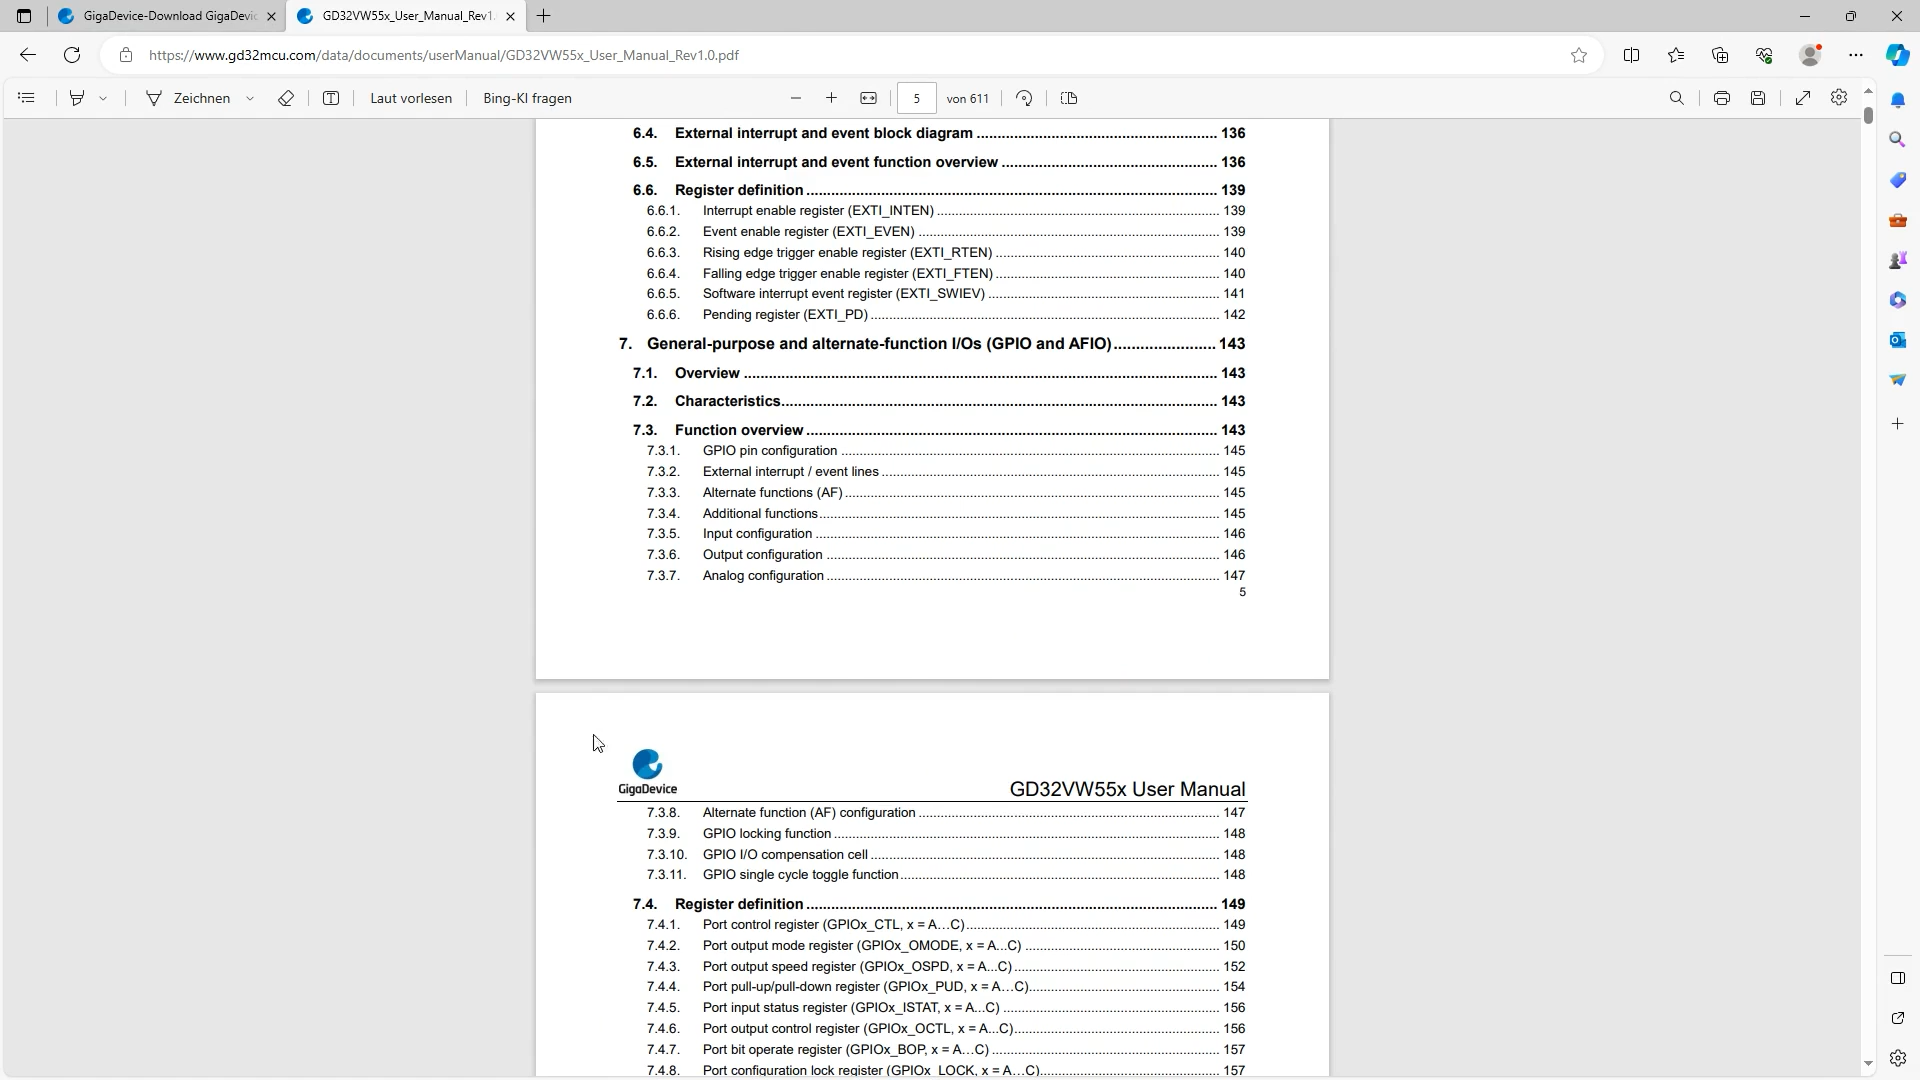 GigaDevice-Download GigaDevic
GD32VW55x_User_Manual_Rev1.
https://www.gd32mcu.com/data/documents/userManual/GD32VW55x_User_Manual_Rev1.0.pdf
Zeichnen
Laut vorlesen
Bing-KI fragen
5 von 611
6.4. External interrupt and event block diagram ........ 136
6.5. External interrupt and event function overview ........ 136
6.6. Register definition ........ 139
6.6.1. Interrupt enable register (EXTI_INTEN) ........ 139
6.6.2. Event enable register (EXTI_EVEN) ........ 139
6.6.3. Rising edge trigger enable register (EXTI_RTEN) ........ 140
6.6.4. Falling edge trigger enable register (EXTI_FTEN) ........ 140
6.6.5. Software interrupt event register (EXTI_SWIEV) ........ 141
6.6.6. Pending register (EXTI_PD) ........ 142
7. General-purpose and alternate-function I/Os (GPIO and AFIO) ........ 143
7.1. Overview ........ 143
7.2. Characteristics ........ 143
7.3. Function overview ........ 143
7.3.1. GPIO pin configuration ........ 145
7.3.2. External interrupt / event lines ........ 145
7.3.3. Alternate functions (AF) ........ 145
7.3.4. Additional functions ........ 145
7.3.5. Input configuration ........ 146
7.3.6. Output configuration ........ 146
7.3.7. Analog configuration ........ 147
5
GigaDevice
GD32VW55x User Manual
7.3.8. Alternate function (AF) configuration ........ 147
7.3.9. GPIO locking function ........ 148
7.3.10. GPIO I/O compensation cell ........ 148
7.3.11. GPIO single cycle toggle function ........ 148
7.4. Register definition ........ 149
7.4.1. Port control register (GPIOx_CTL, x = A…C) ........ 149
7.4.2. Port output mode register (GPIOx_OMODE, x = A...C) ........ 150
7.4.3. Port output speed register (GPIOx_OSPD, x = A...C) ........ 152
7.4.4. Port pull-up/pull-down register (GPIOx_PUD, x = A…C) ........ 154
7.4.5. Port input status register (GPIOx_ISTAT, x = A...C) ........ 156
7.4.6. Port output control register (GPIOx_OCTL, x = A...C) ........ 156
7.4.7. Port bit operate register (GPIOx_BOP, x = A…C) ........ 157
7.4.8. Port configuration lock register (GPIOx_LOCK, x = A…C) ........ 157